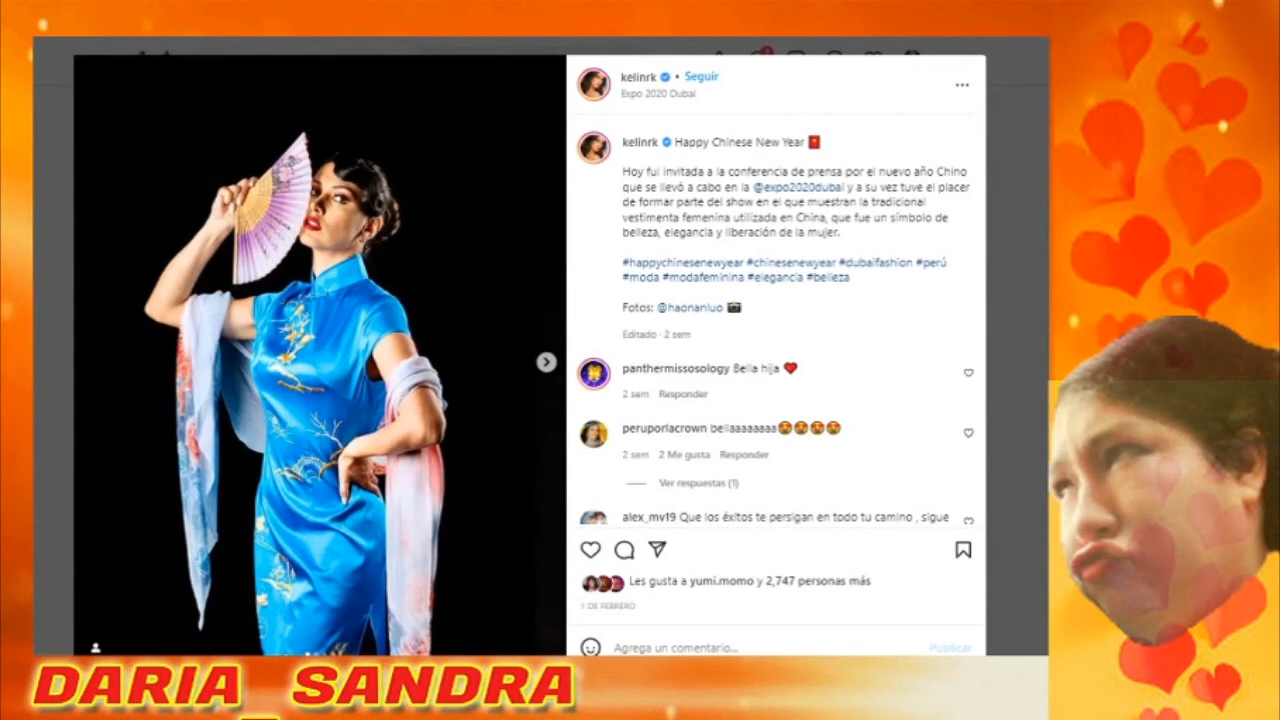 kelinrk • Seguir
Expo 2020 Dubai
kelinrk Happy Chinese New Year
Hoy fui invitada a la conferencia de prensa por el nuevo año Chino
que se llevó a cabo en la @expo2020dubai y a su vez tuve el placer
de formar parte del show en el que muestran la tradicional
vestimenta femenina utilizada en China, que fue un símbolo de
belleza, elegancia y liberación de la mujer.
#happychinesenewyear #chinesenewyear #dubaifashion #perú
#moda #modafeminina #elegancia #belleza
Fotos: @haonanluo 📸
Editado · 2 sem
panthermissosology Bella hija ❤️
2 sem Responder
peruporlacrown bellaaaaaaaa😍😍😍😍
2 sem 2 Me gusta Responder
Ver respuestas (1)
alex_mv19 Que los éxitos te persigan en todo tu camino , sigue
Les gusta a yumi.momo y 2,747 personas más
1 DE FEBRERO
Agrega un comentario...
Publicar
DARIA SANDRA